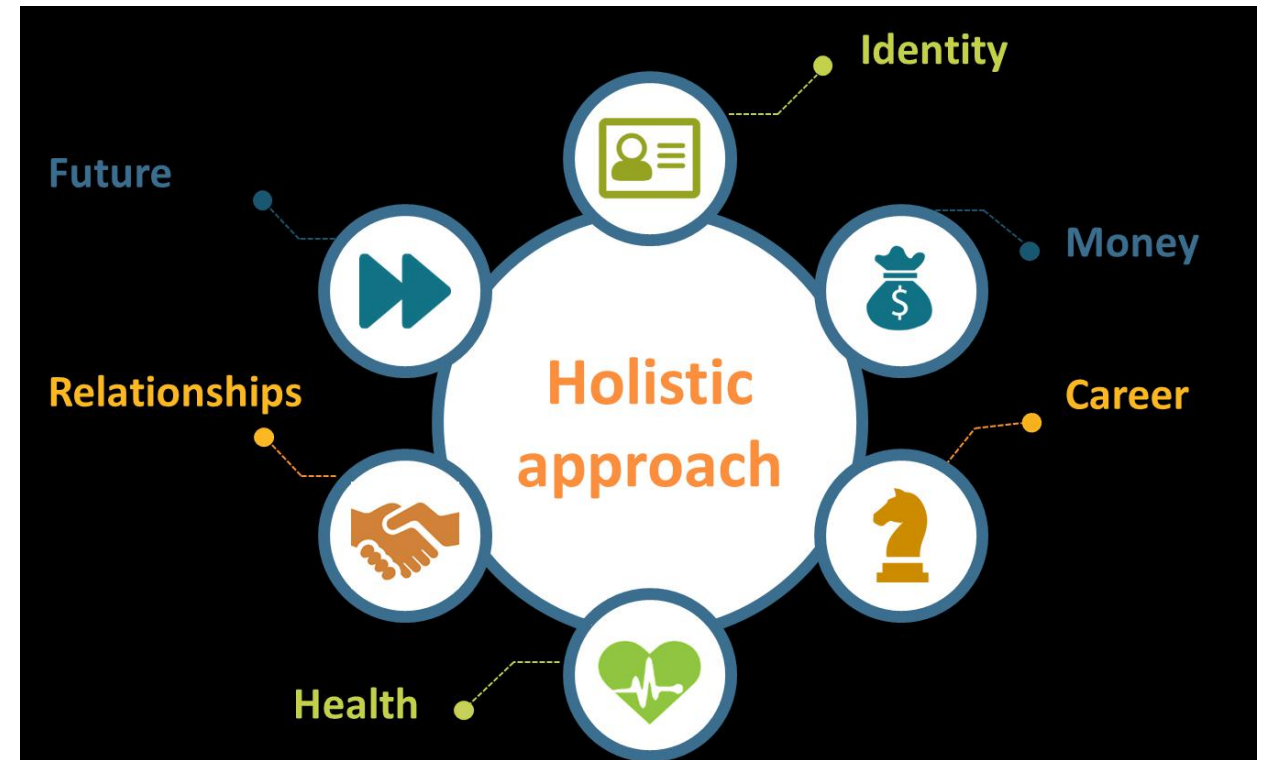 Identity
Future
Money
$
Holistic
approach
Relationships
Career
Health